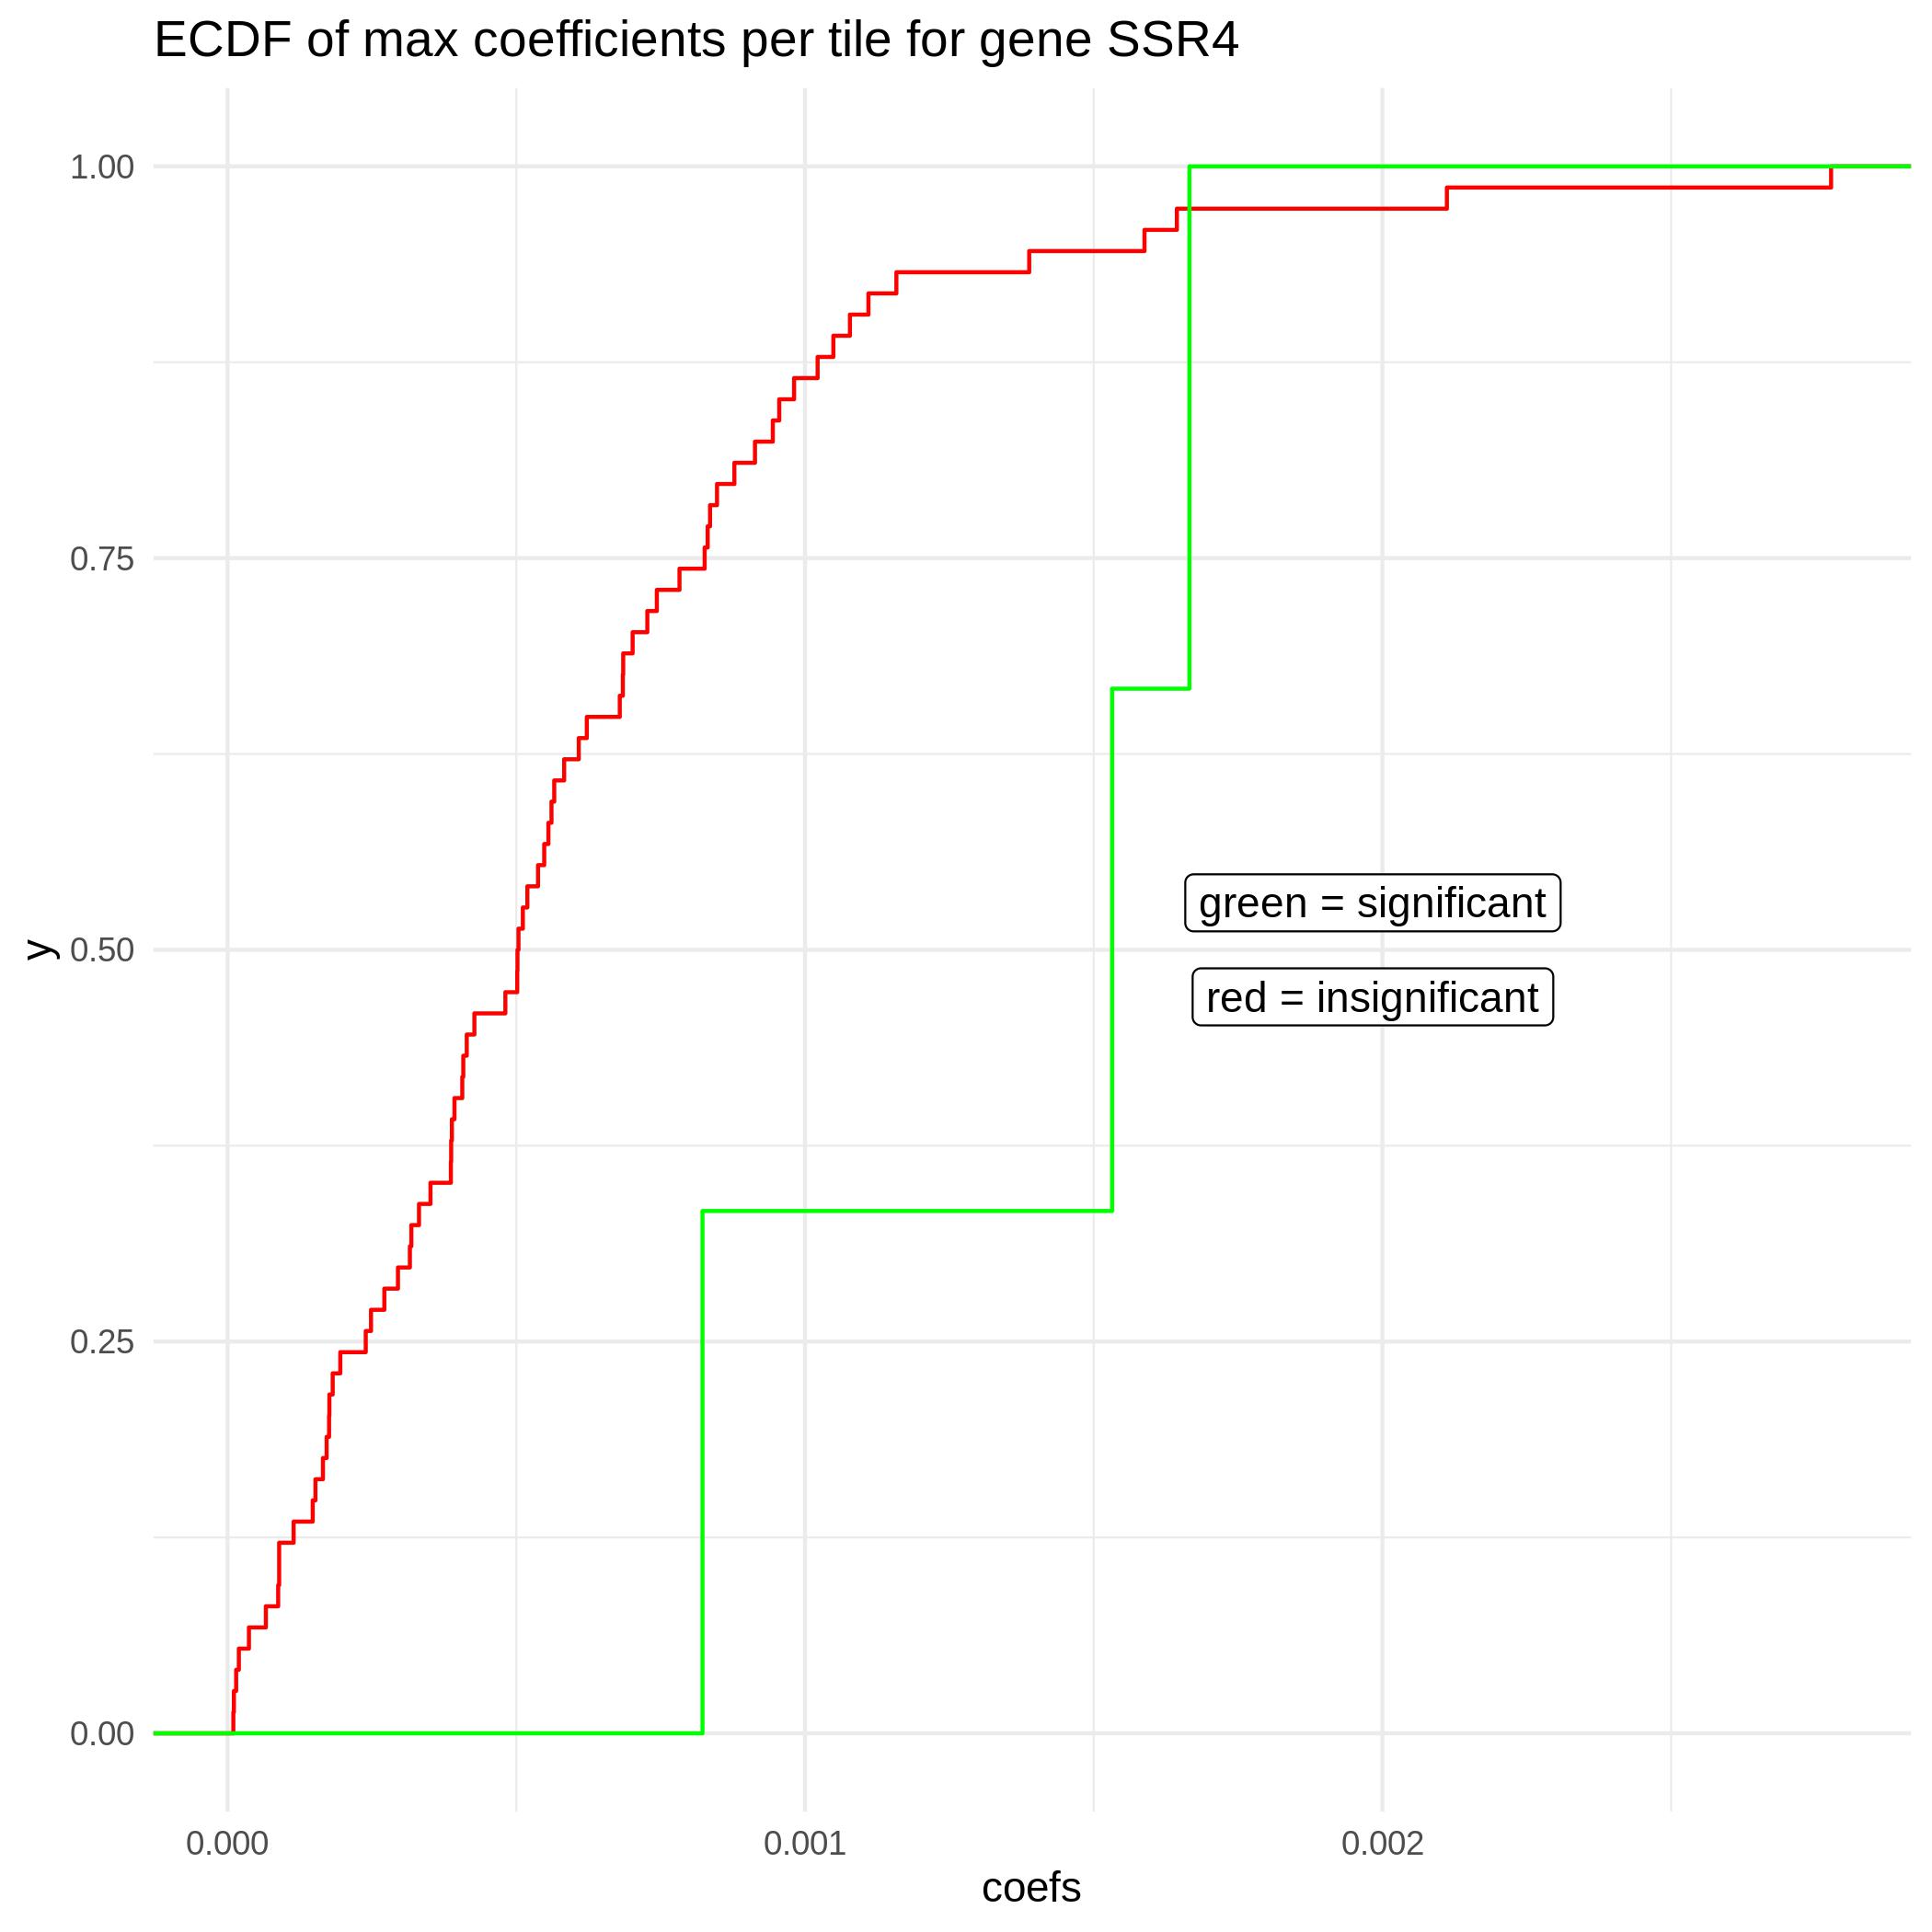 ECDF of max coefficients per tile for gene SSR4
1.00
0.75
green = significant
y
0.50
red = insignificant
0.25
0.00
0.000
0.001
0.002
coefs